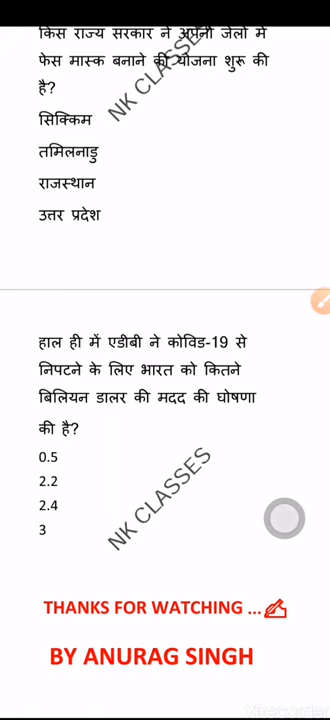 किस राज्य सरकार ने अपनी जेलो मे
फेस मास्क बनाने की योजना शुरू की
है?
सिक्किम
तमिलनाडु
राजस्थान
उत्तर प्रदेश
NK CLASSES
हाल ही में एडीबी ने कोविड-19 से
निपटने के लिए भारत को कितने
बिलियन डालर की मदद की घोषणा
की है?
0.5
2.2
2.4
3
NK CLASSES
THANKS FOR WATCHING ...
BY ANURAG SINGH
XRecorder